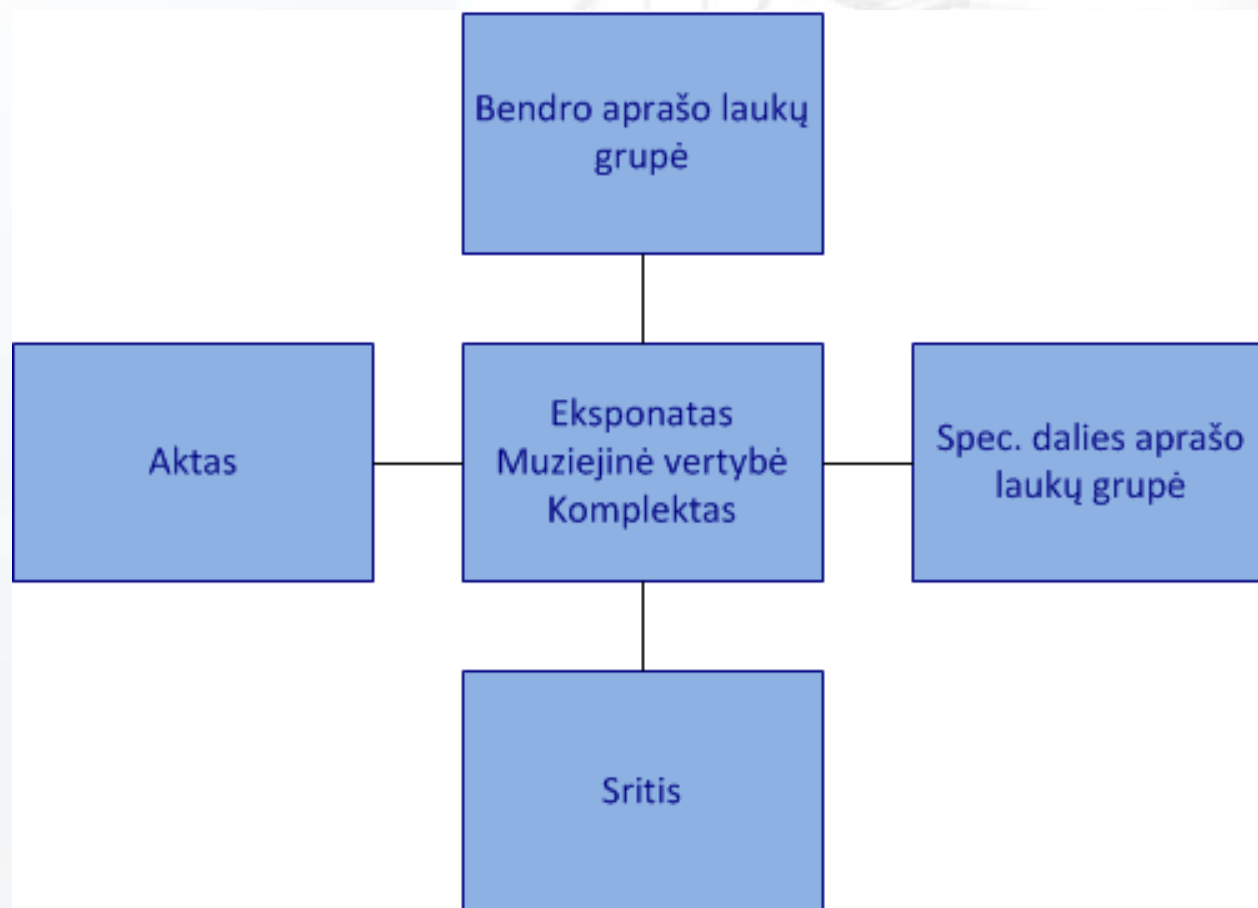 Bendro aprašo laukų
grupė
Aktas
Eksponatas
Muziejinė vertybė
Komplektas
Spec. dalies aprašo
laukų grupė
Sritis